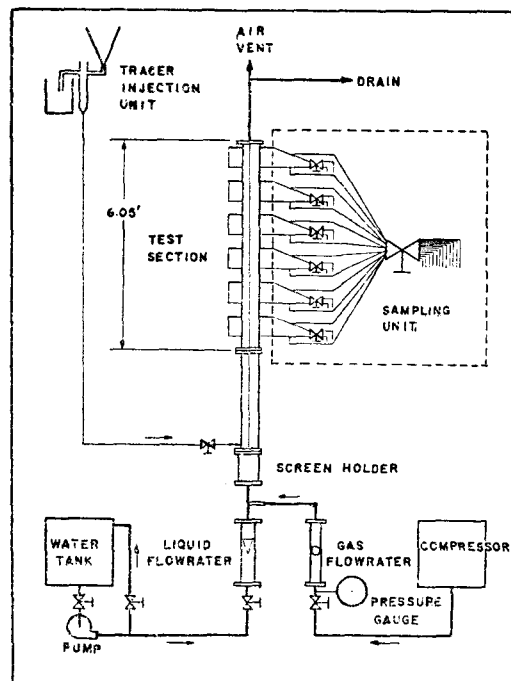 AIR
VENT
DRAIN
TRACER
INJECTION
UNIT
6.05'
TEST
SECTION
SAMPLING
UNIT
SCREEN HOLDER
WATER
TANK
LIQUID
FLOWRATER
GAS
FLOWRATER
COMPRESSOR
PRESSURE
GAUGE
PUMP